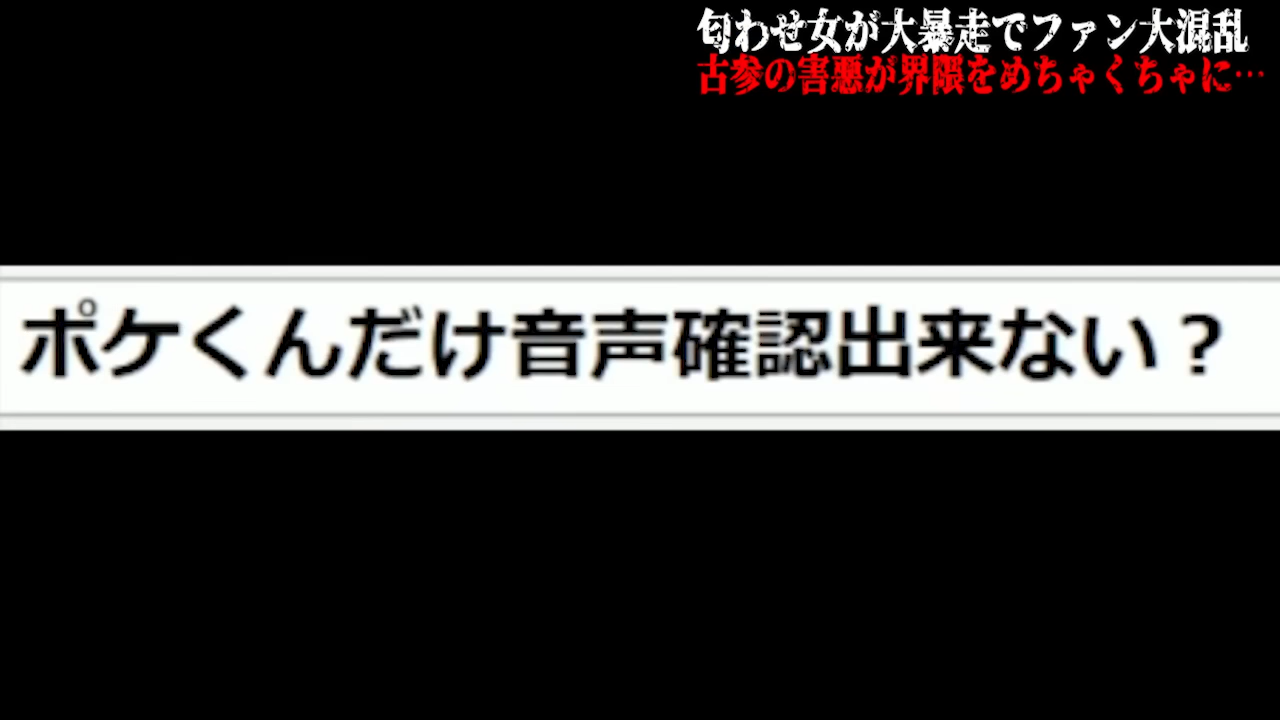 匂わせ女が大暴走でファン大混乱
古参の害悪が界隈をめちゃくちゃに…
ポケくんだけ音声確認出来ない？